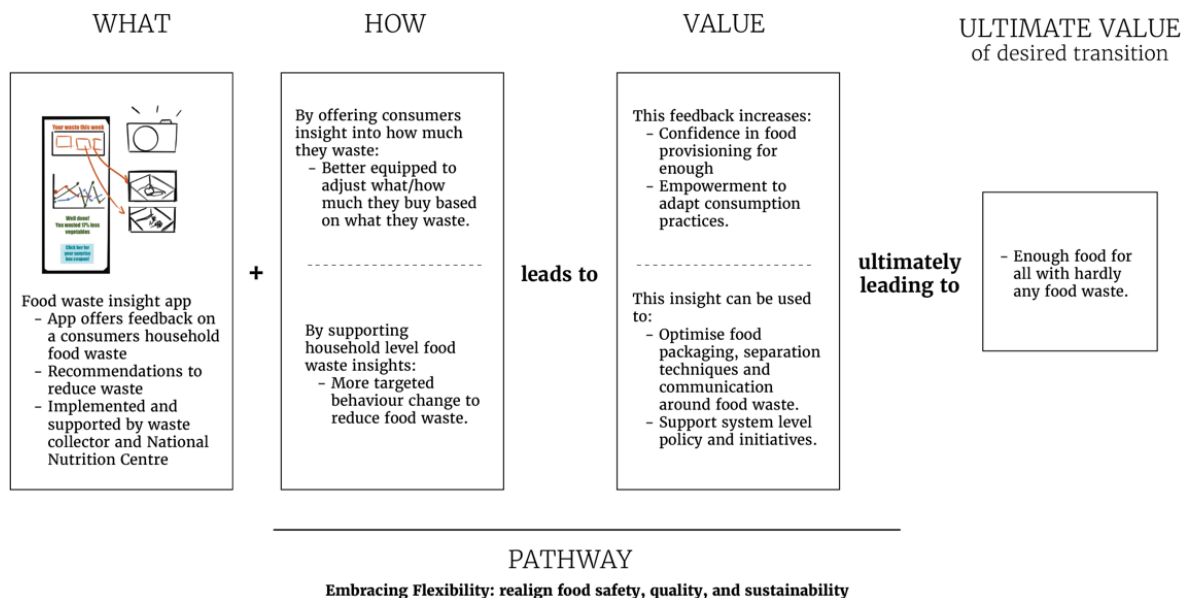 WHAT
HOW
VALUE
ULTIMATE VALUE
of desired transition
Your waste this week
Well done!
You wasted 17% less
vegetables
Food waste insight app
- App offers feedback on
a consumers household
food waste
- Recommendations to
reduce waste
- Implemented and
supported by waste
collector and National
Nutrition Centre
+
By offering consumers
insight into how much
they waste:
- Better equipped to
adjust what/how
much they buy based
on what they waste.
By supporting
household level food
waste insights:
- More targeted
behaviour change to
reduce food waste.
leads to
This feedback increases:
- Confidence in food
provisioning for
enough
- Empowerment to
adapt consumption
practices.
This insight can be used
to:
- Optimise food
packaging, separation
techniques and
communication
around food waste.
- Support system level
policy and initiatives.
ultimately
leading to
- Enough food for
all with hardly
any food waste.
PATHWAY
Embracing Flexibility: realign food safety, quality, and sustainability